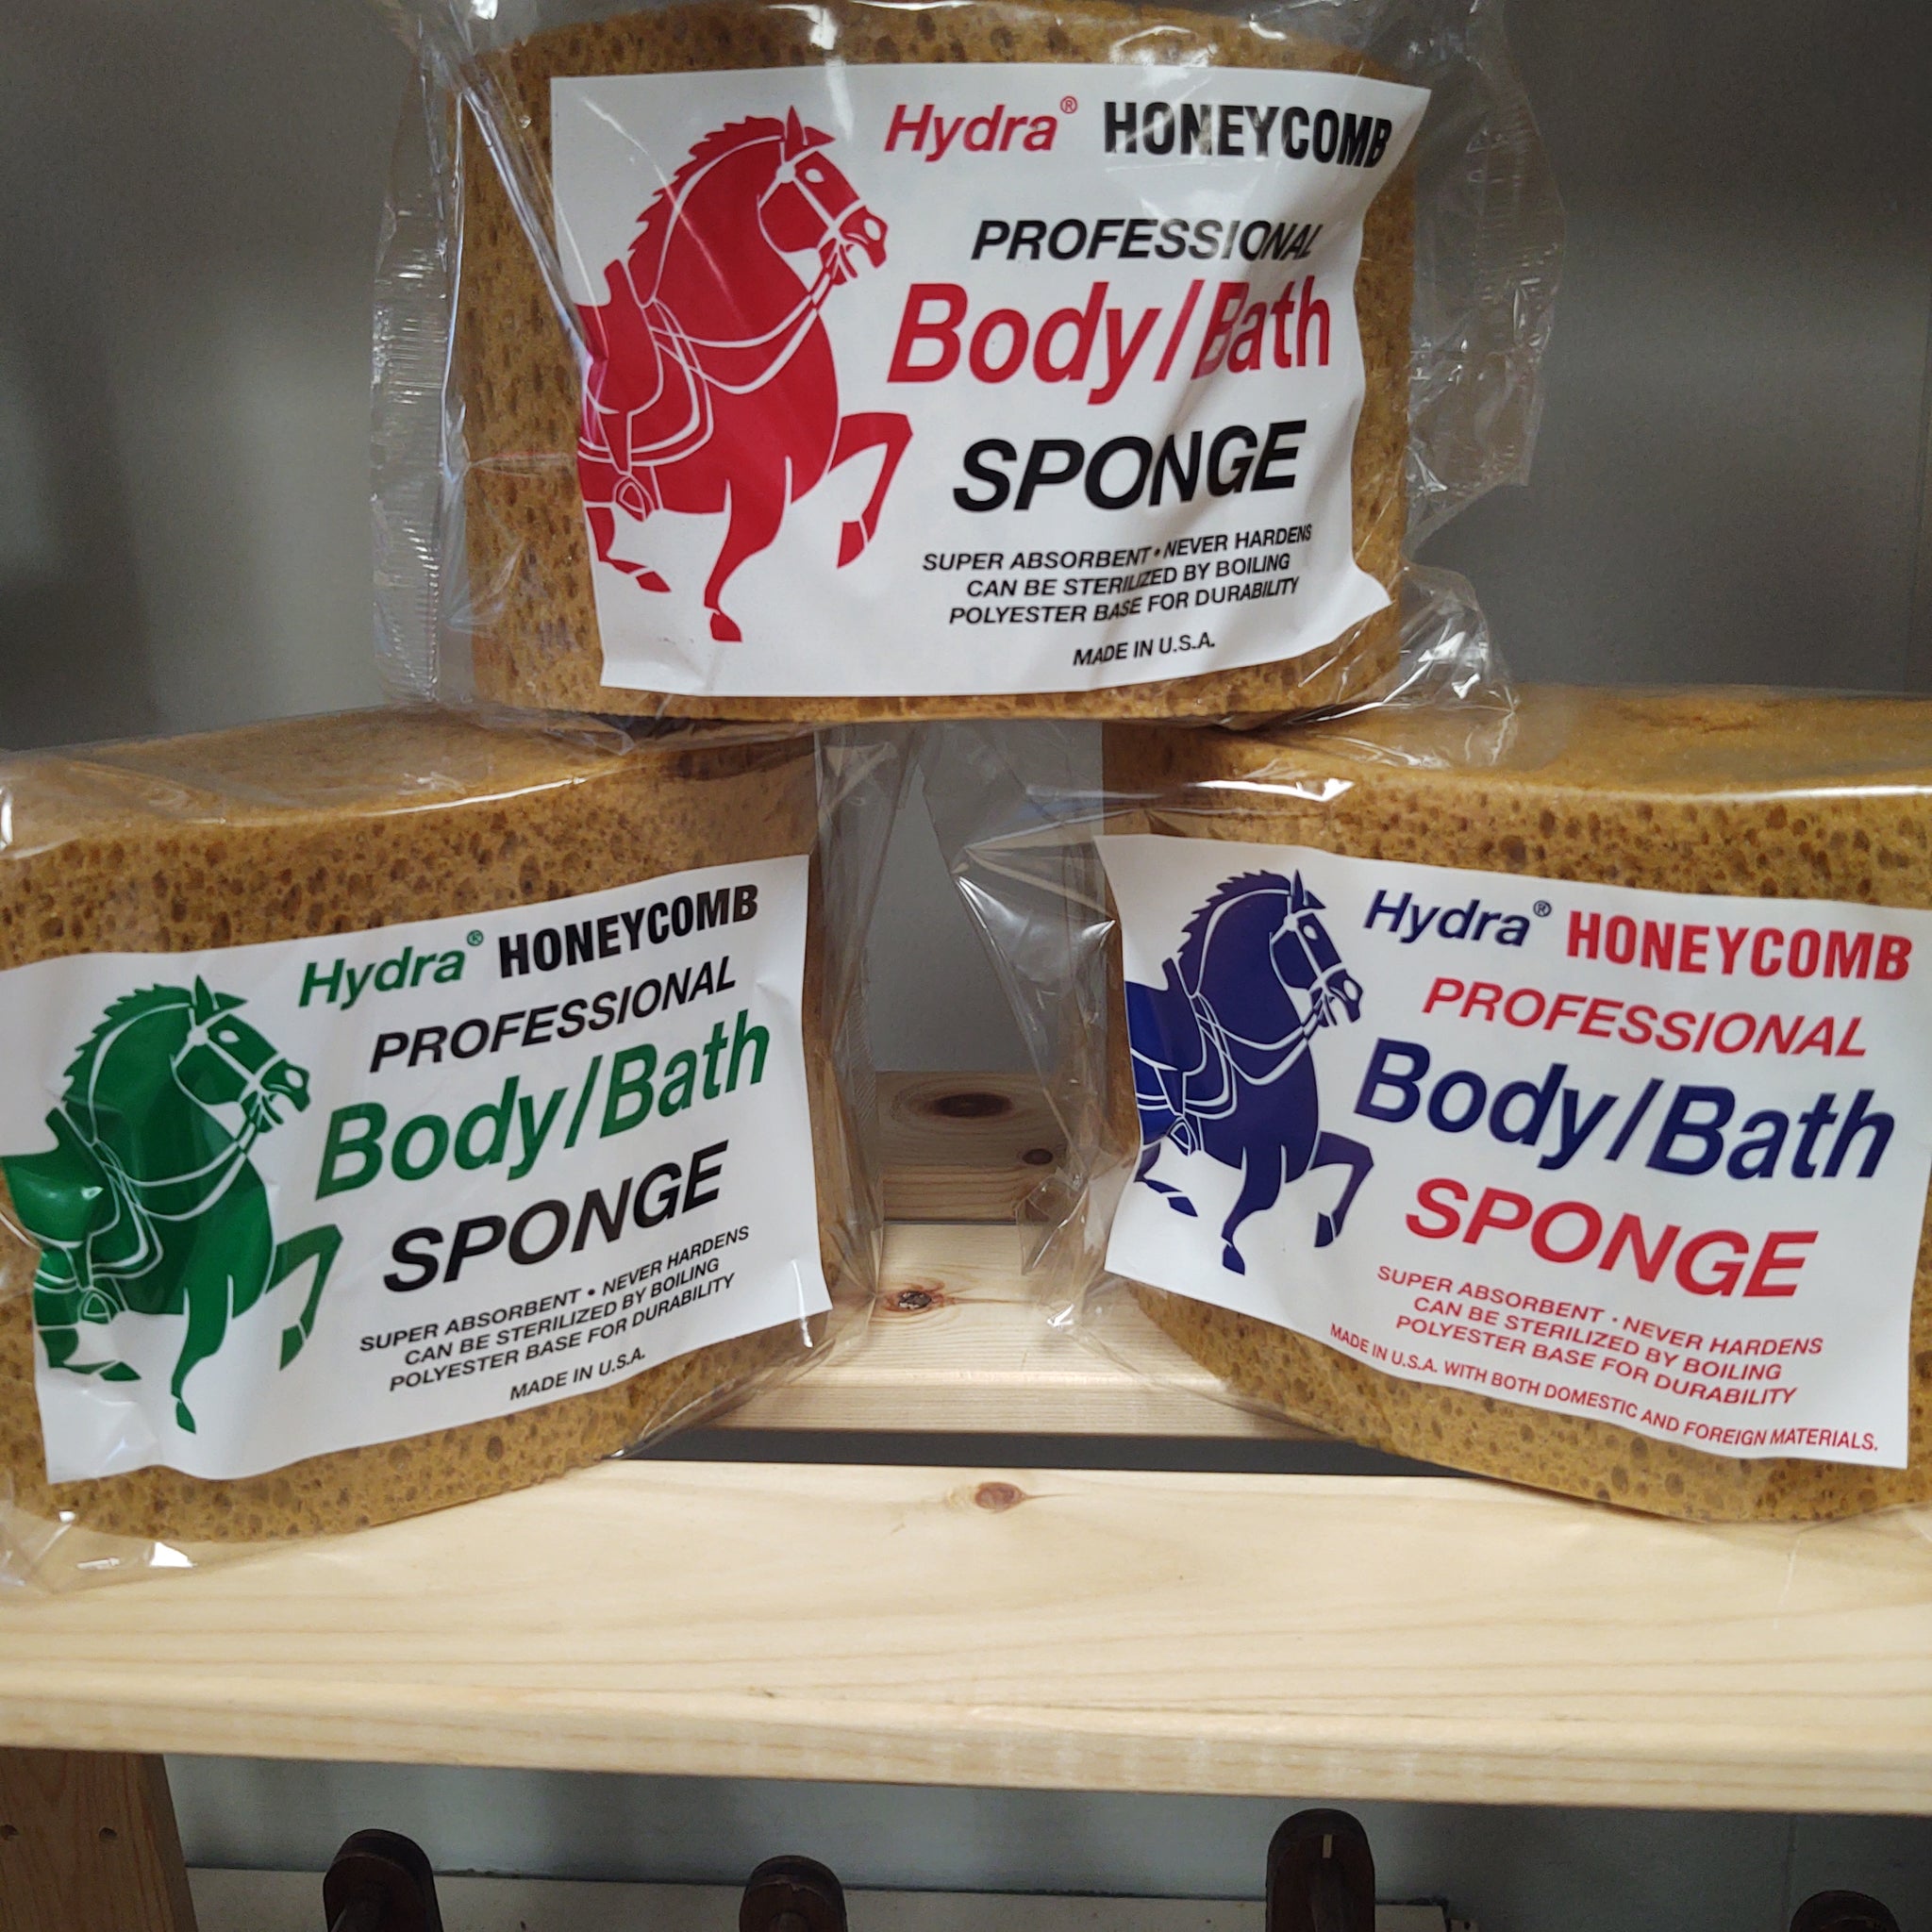 Hydra® HONEYCOMB
PROFESSIONAL
Body/Bath
SPONGE
SUPER ABSORBENT • NEVER HARDENS
CAN BE STERILIZED BY BOILING
POLYESTER BASE FOR DURABILITY
MADE IN U.S.A.
Hydra® HONEYCOMB
PROFESSIONAL
Body/Bath
SPONGE
SUPER ABSORBENT • NEVER HARDENS
CAN BE STERILIZED BY BOILING
POLYESTER BASE FOR DURABILITY
MADE IN U.S.A.
Hydra® HONEYCOMB
PROFESSIONAL
Body/Bath
SPONGE
SUPER ABSORBENT • NEVER HARDENS
CAN BE STERILIZED BY BOILING
POLYESTER BASE FOR DURABILITY
MADE IN U.S.A. WITH BOTH DOMESTIC AND FOREIGN MATERIALS.